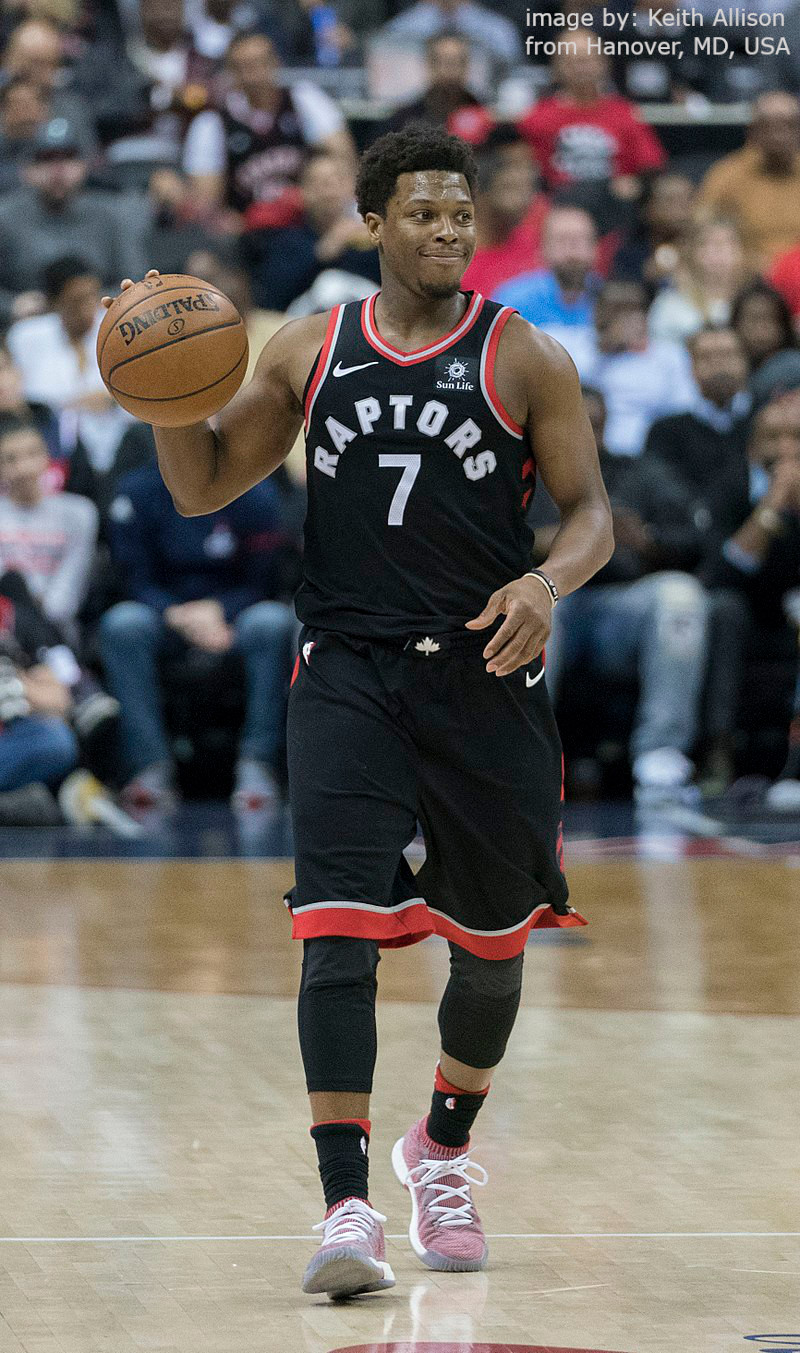 image by: Keith Allison
from Hanover, MD, USA
SPALDING
S
Sun Life
RAPTORS
7